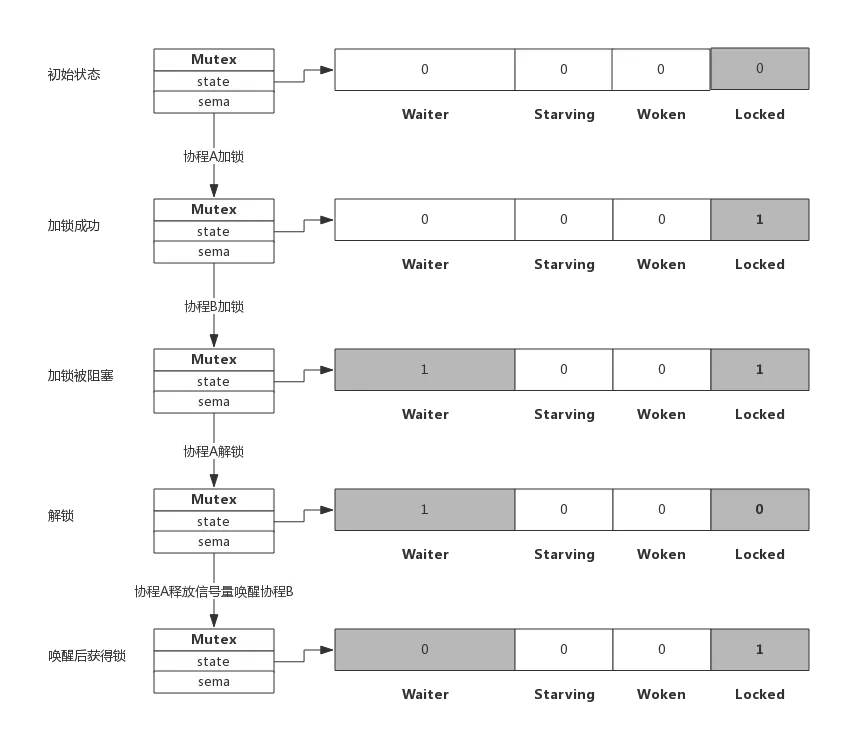 Mutex
初始状态
state
0 0 0 0
sema
Waiter Starving Woken Locked
协程A加锁
Mutex
加锁成功
state
0 0 0 1
sema
Waiter Starving Woken Locked
协程B加锁
Mutex
加锁被阻塞
state
1 0 0 1
sema
Waiter Starving Woken Locked
协程A解锁
Mutex
解锁
state
1 0 0 0
sema
Waiter Starving Woken Locked
协程A释放信号量唤醒协程B
Mutex
唤醒后获得锁
state
0 0 0 1
sema
Waiter Starving Woken Locked